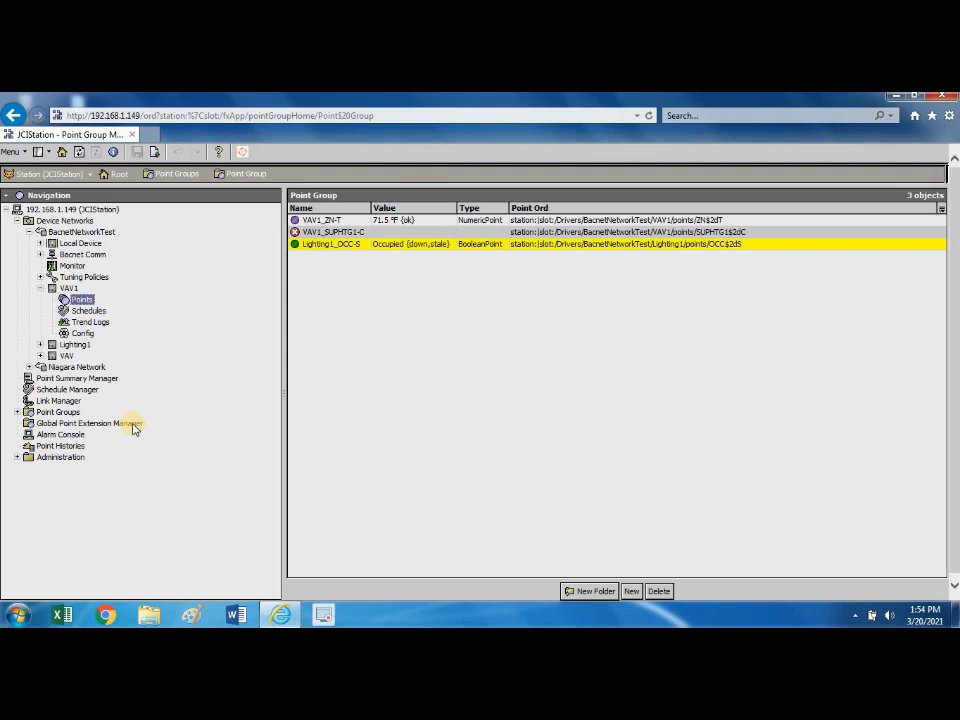 http://192.168.1.149/ord?station:%7Cslot:/fxApp/pointGroupHome/Point$20Group
Search...
JCIStation - Point Group M...
Menu
Station (JCIStation)
Root
Point Groups
Point Group
Navigation
192.168.1.149 (JCIStation)
Device Networks
BacnetNetworkTest
Local Device
Bacnet Comm
Monitor
Tuning Policies
VAV1
Points
Schedules
Trend Logs
Config
Lighting1
VAV
Niagara Network
Point Summary Manager
Schedule Manager
Link Manager
Point Groups
Global Point Extension Manager
Alarm Console
Point Histories
Administration
Point Group 3 objects
Name Value Type Point Ord
VAV1_ZN-T 71.5 °F {ok} NumericPoint station:|slot:/Drivers/BacnetNetworkTest/VAV1/points/ZN$2dT
VAV1_SUPHTG1-C station:|slot:/Drivers/BacnetNetworkTest/VAV1/points/SUPHTG1$2dC
Lighting1_OCC-S Occupied {down,stale} BooleanPoint station:|slot:/Drivers/BacnetNetworkTest/Lighting1/points/OCC$2dS
New Folder New Delete
1:54 PM
3/20/2021